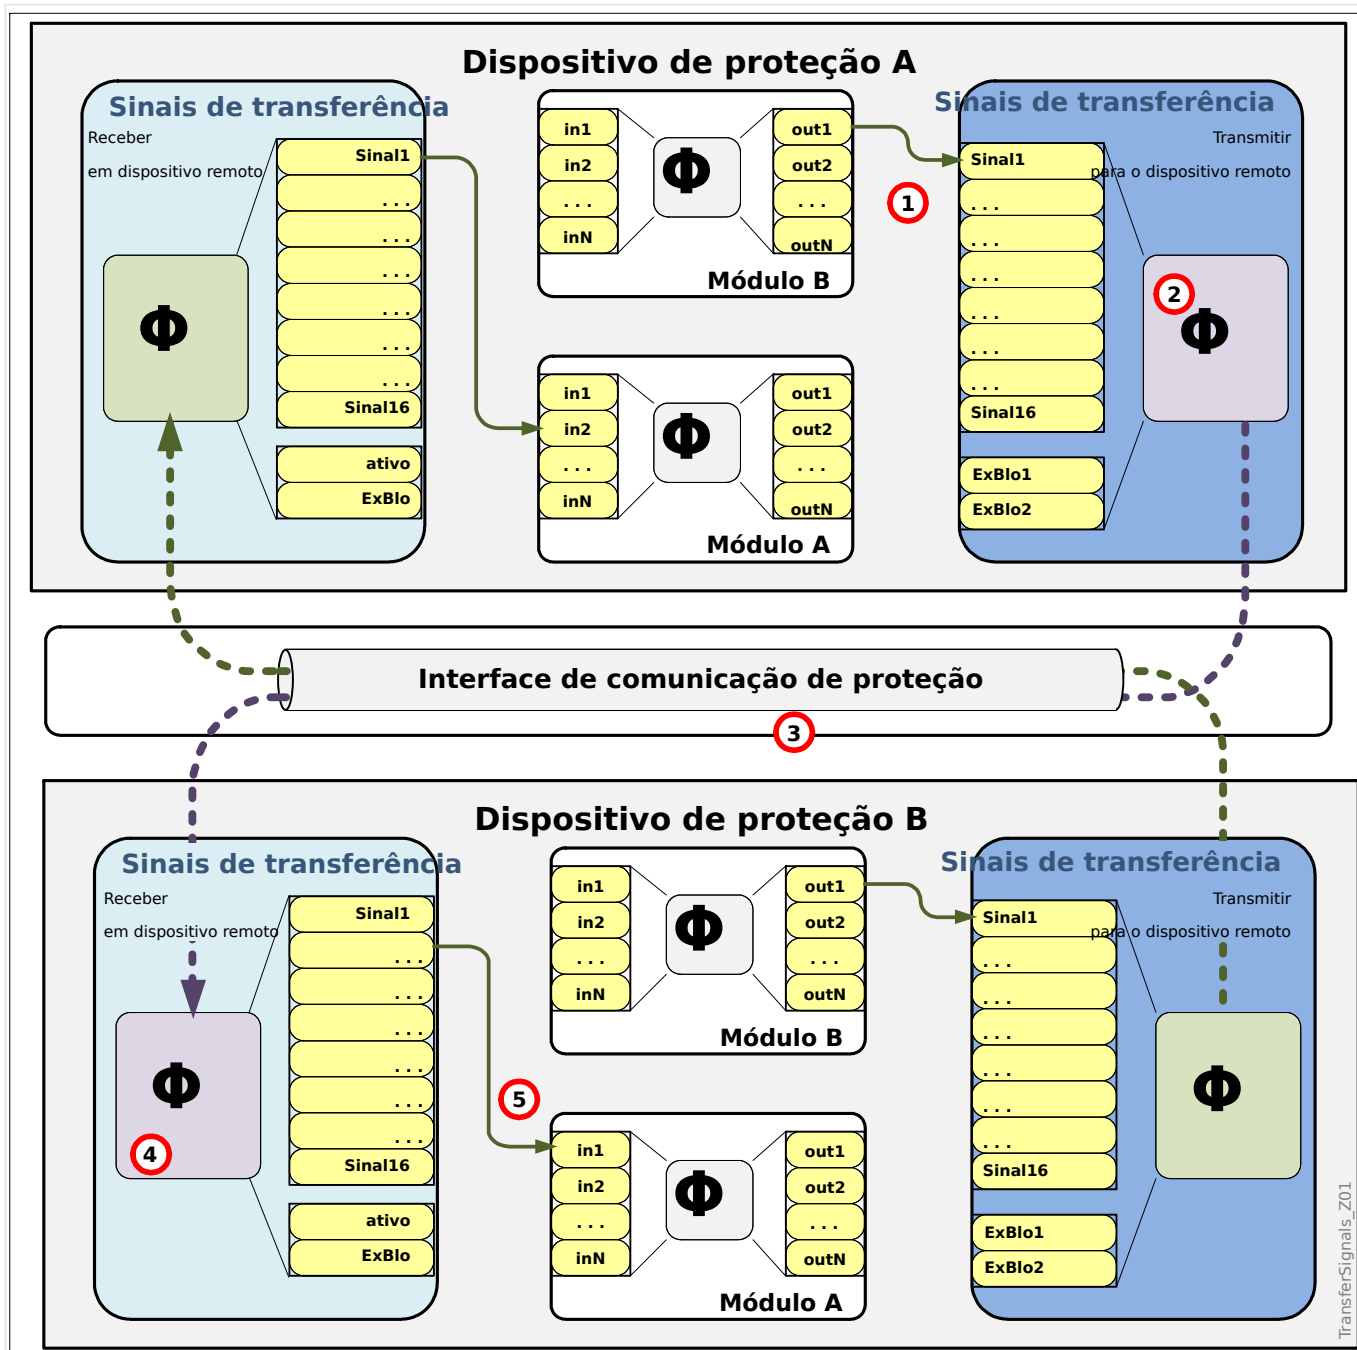 Dispositivo de proteção A
Sinais de transferência
Receber
em dispositivo remoto
Sinal1
...
...
...
...
...
...
Sinal16
ativo
ExBlo
Φ
in1
in2
...
inN
Φ
out1
out2
...
outN
Módulo B
in1
in2
...
inN
Φ
out1
out2
...
outN
Módulo A
1
Sinais de transferência
Transmitir
para o dispositivo remoto
Sinal1
...
...
...
...
...
...
Sinal16
ExBlo1
ExBlo2
2
Φ
Interface de comunicação de proteção
3
Dispositivo de proteção B
Sinais de transferência
Receber
em dispositivo remoto
Sinal1
...
...
...
...
...
...
Sinal16
ativo
ExBlo
Φ
4
5
in1
in2
...
inN
Φ
out1
out2
...
outN
Módulo B
in1
in2
...
inN
Φ
out1
out2
...
outN
Módulo A
Sinais de transferência
Transmitir
para o dispositivo remoto
Sinal1
...
...
...
...
...
...
Sinal16
ExBlo1
ExBlo2
Φ
TransferSignals_Z01